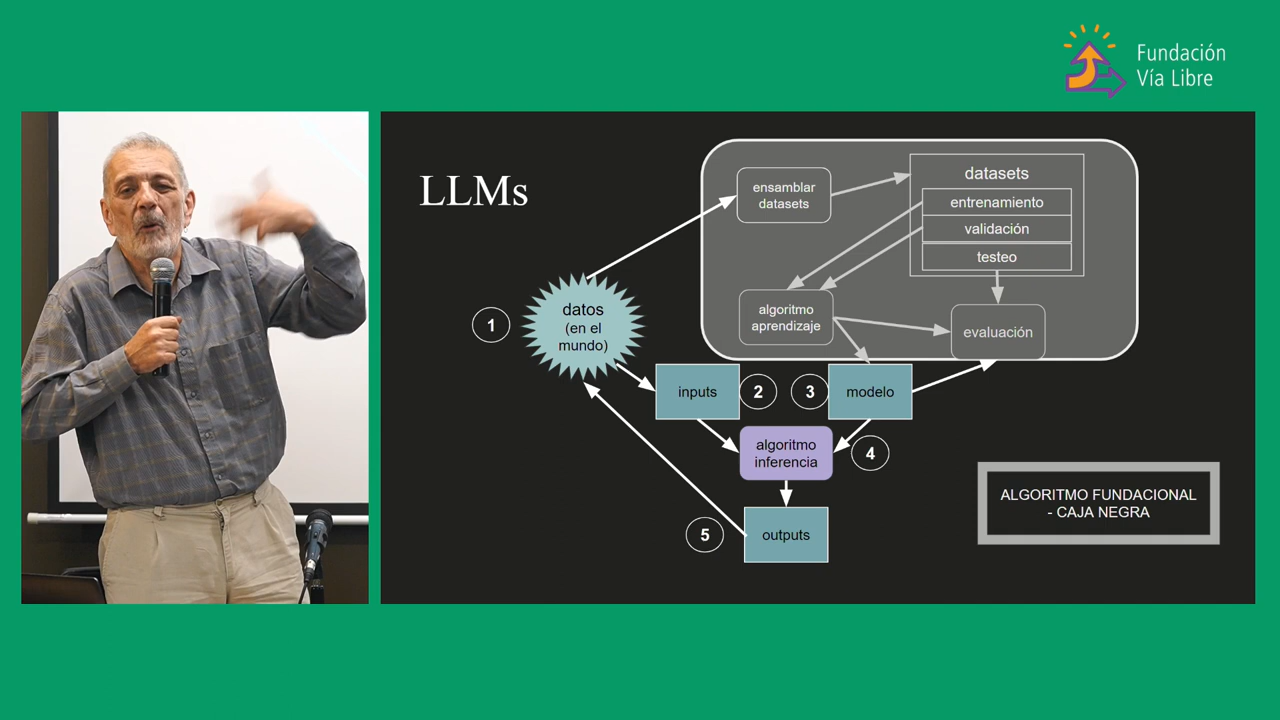 Fundación
Vía Libre
LLMs
ensamblar
datasets
datasets
entrenamiento
validación
testeo
algoritmo
aprendizaje
evaluación
1
datos
(en el
mundo)
inputs
2
3
modelo
algoritmo
inferencia
4
ALGORITMO FUNDACIONAL
- CAJA NEGRA
5
outputs